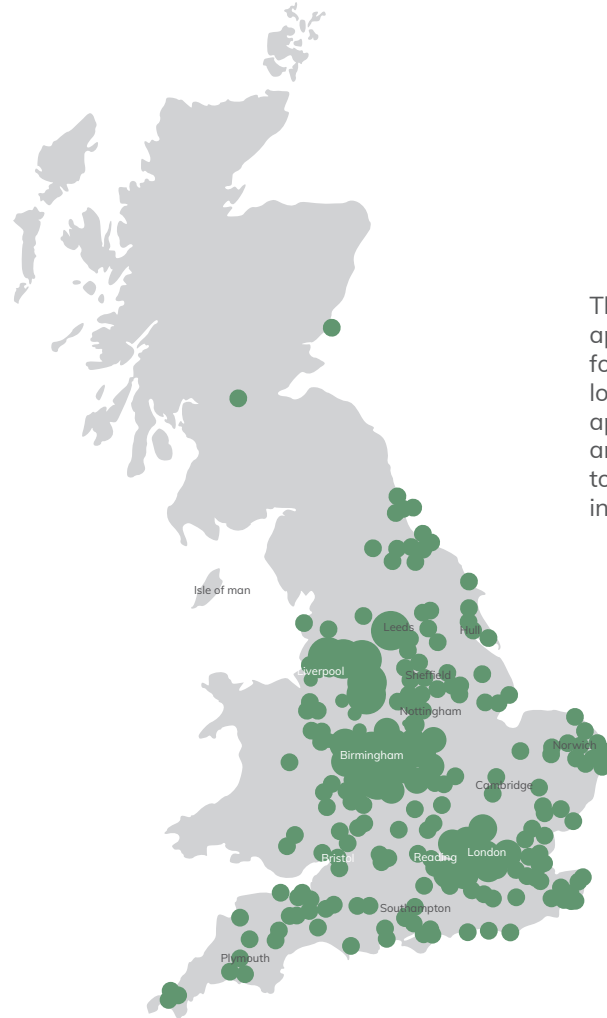 Isle of man
Leeds
Hull
Liverpool
Sheffield
Nottingham
Norwich
Birmingham
Cambridge
London
Reading
Bristol
Southampton
Plymouth